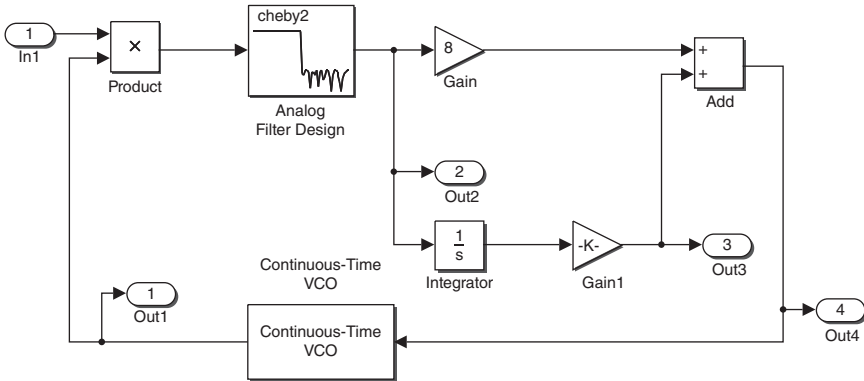 1
In1
×
Product
cheby2
Analog
Filter Design
8
Gain
+
+
Add
2
Out2
1
s
Integrator
-K-
Gain1
3
Out3
Continuous-Time
VCO
1
Out1
Continuous-Time
VCO
4
Out4